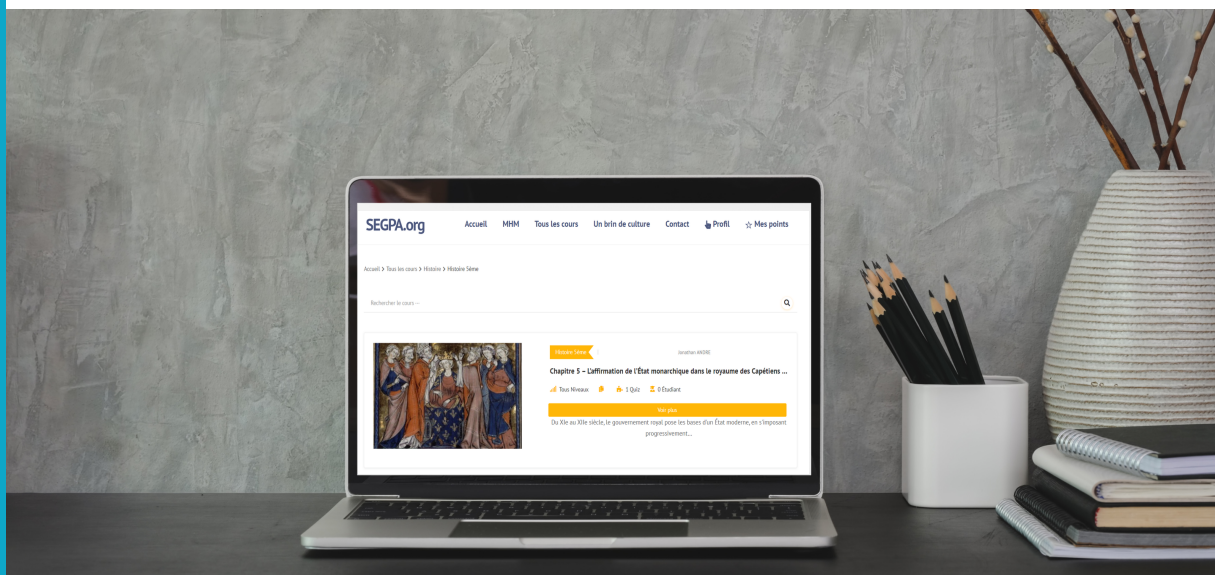 SEGPA.org
Accueil MHM Tous les cours Un brin de culture Contact Profil Mes points
Accueil > Tous les cours > Histoire > Histoire 5ème
Rechercher le cours ...
Histoire 5ème Jonathan ANDRE
Chapitre 5 – L'affirmation de l'État monarchique dans le royaume des Capétiens ...
Tous Niveaux 1 Quiz 0 Étudiant
Voir plus
Du XIe au XIIe siècle, le gouvernement royal pose les bases d'un État moderne, en s'imposant
progressivement...